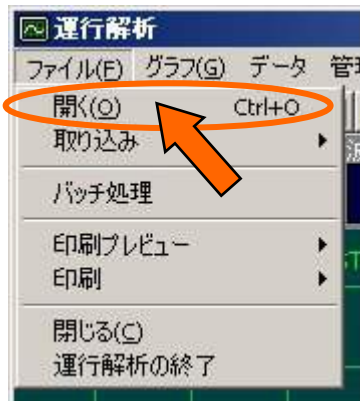 運行解析
ファイル(F) グラフ(G) データ
開く(O) Ctrl+O
取り込み
バッチ処理
印刷プレビュー
印刷
閉じる(C)
運行解析の終了